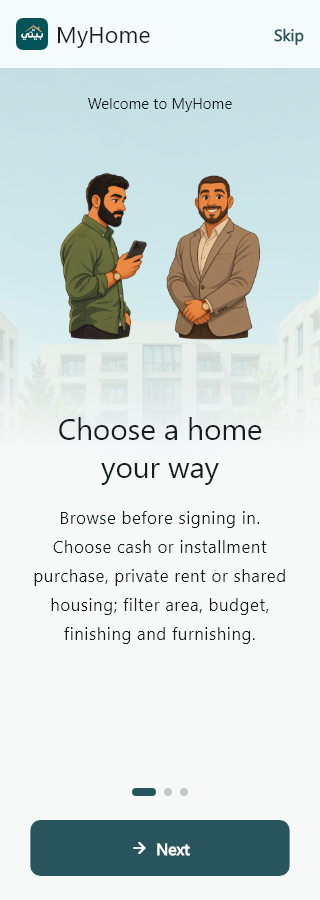 بيتي
MyHome
Skip
Welcome to MyHome
Choose a home
your way
Browse before signing in.
Choose cash or installment
purchase, private rent or shared
housing; filter area, budget,
finishing and furnishing.
→ Next